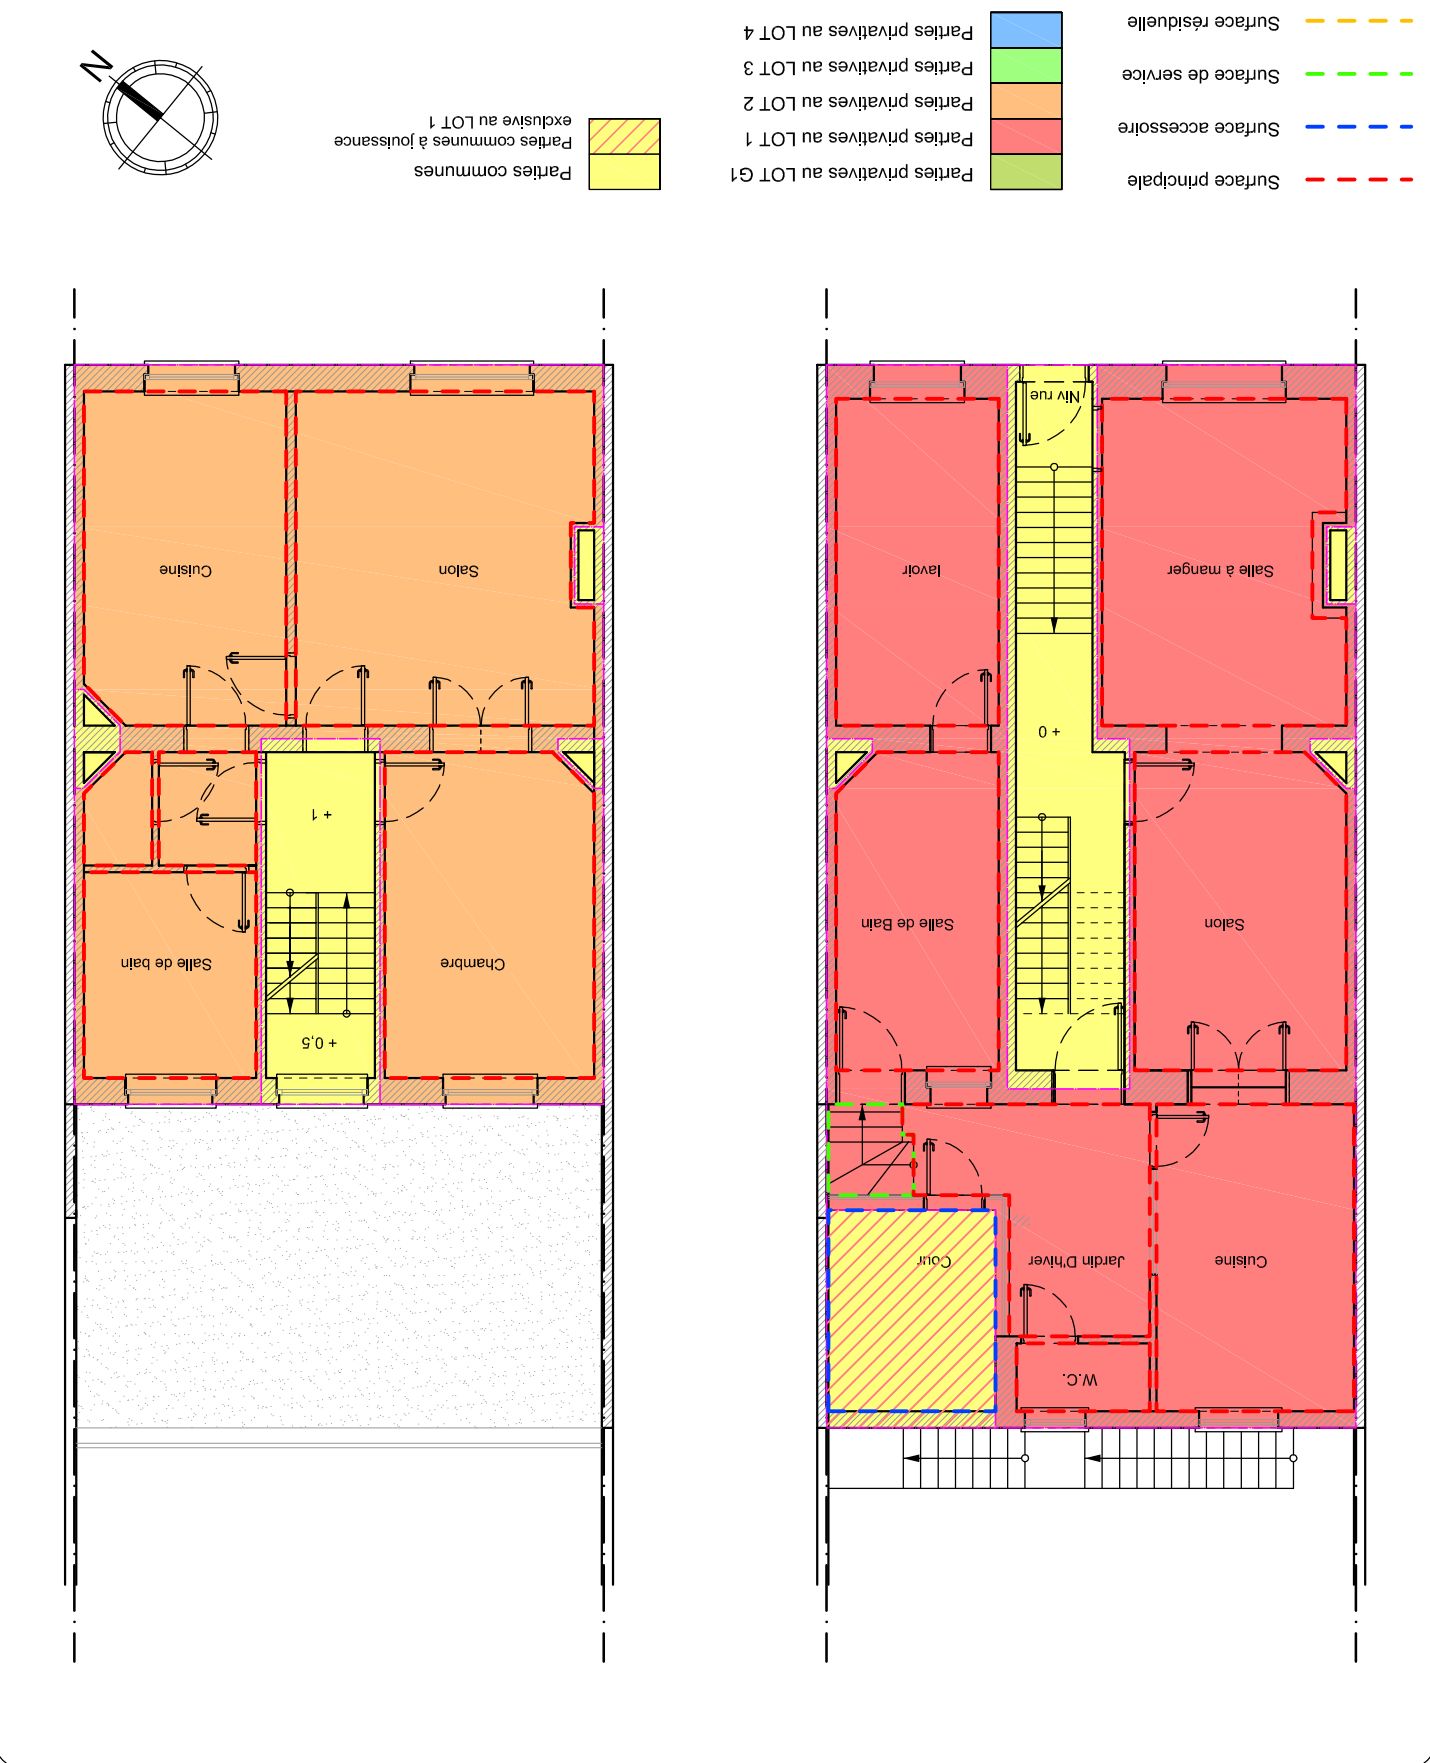 W.C.
Cuisine
Jardin D'hiver
Cour
Salon
Salle de Bain
+ 0
Salle à manger
lavoir
Niv rue
+ 0,5
Chambre
Salle de bain
+ 1
Salon
Cuisine
Surface principale
Surface accessoire
Surface de service
Surface résiduelle
Parties privatives au LOT G1
Parties privatives au LOT 1
Parties privatives au LOT 2
Parties privatives au LOT 3
Parties privatives au LOT 4
Parties communes
Parties communes à jouissance
exclusive au LOT 1
N